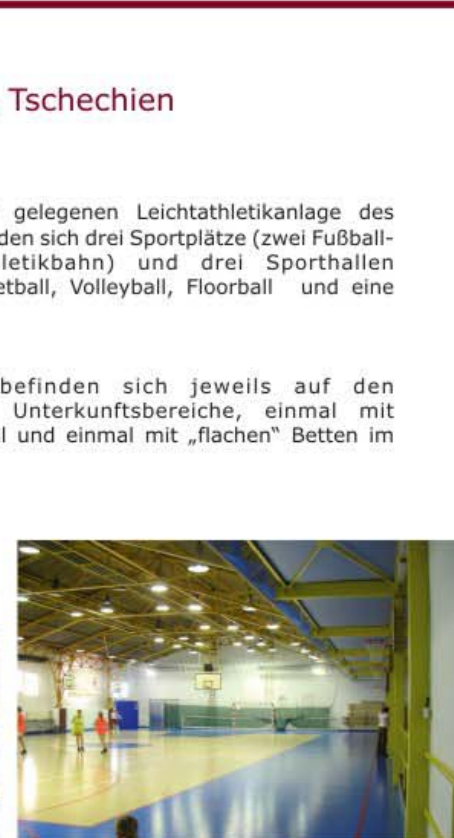 Tschechien
gelegenen Leichtathletikanlage des
den sich drei Sportplätze (zwei Fußball-
letikbahn) und drei Sporthallen
etball, Volleyball, Floorball und eine
befinden sich jeweils auf den
Unterkunftsbereiche, einmal mit
l und einmal mit „flachen“ Betten im